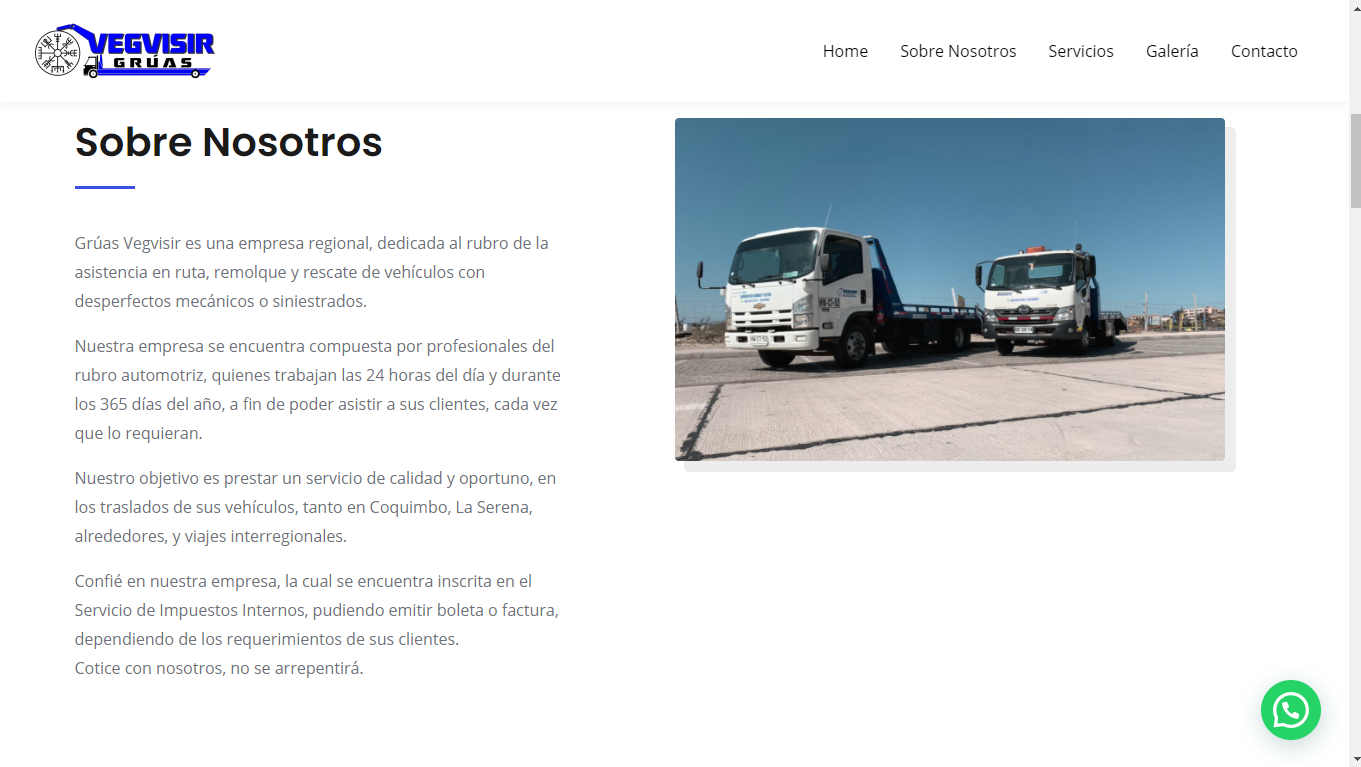 VEGVISIR
GRÚAS
Home
Sobre Nosotros
Servicios
Galería
Contacto
Sobre Nosotros
Grúas Vegvisir es una empresa regional, dedicada al rubro de la
asistencia en ruta, remolque y rescate de vehículos con
desperfectos mecánicos o siniestrados.
Nuestra empresa se encuentra compuesta por profesionales del
rubro automotriz, quienes trabajan las 24 horas del día y durante
los 365 días del año, a fin de poder asistir a sus clientes, cada vez
que lo requieran.
Nuestro objetivo es prestar un servicio de calidad y oportuno, en
los traslados de sus vehículos, tanto en Coquimbo, La Serena,
alrededores, y viajes interregionales.
Confié en nuestra empresa, la cual se encuentra inscrita en el
Servicio de Impuestos Internos, pudiendo emitir boleta o factura,
dependiendo de los requerimientos de sus clientes.
Cotice con nosotros, no se arrepentirá.